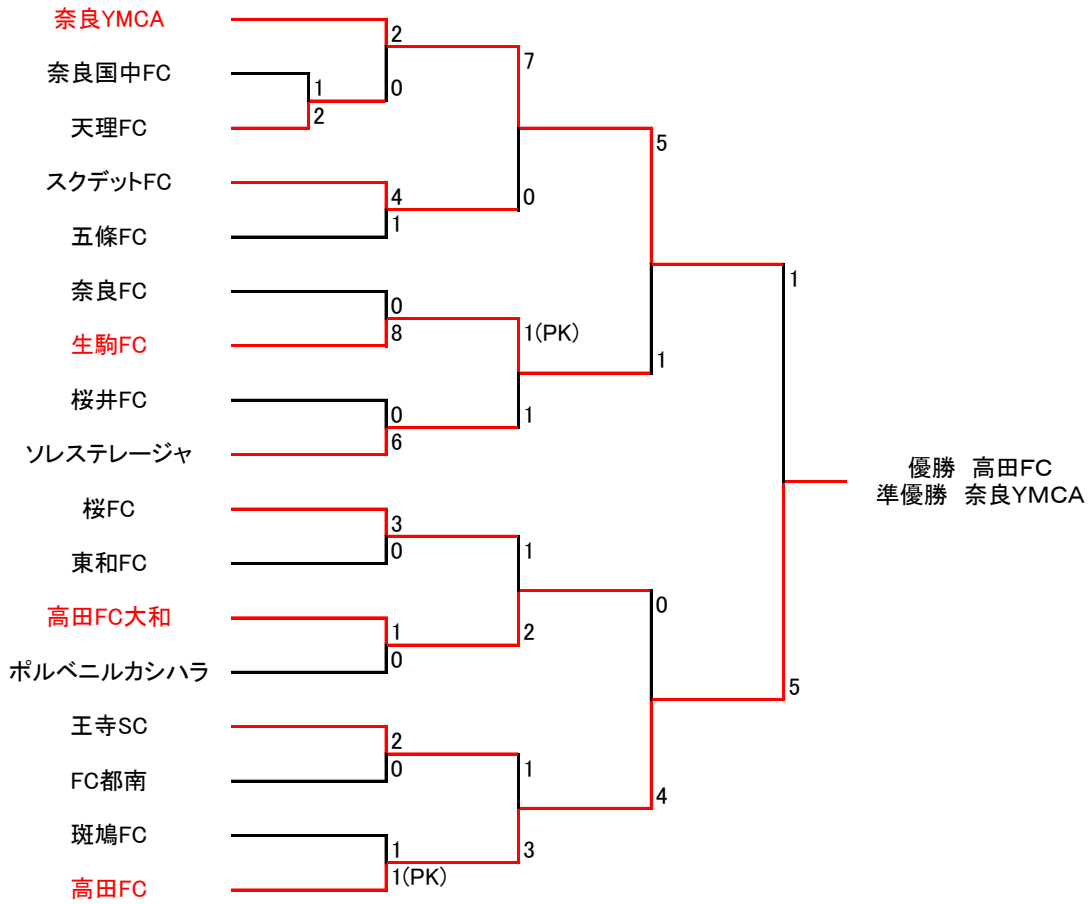 奈良YMCA
2
7
奈良国中FC
1
0
2
天理FC
5
スクデットFC
4
0
1
五條FC
1
奈良FC
0
生駒FC
8
1(PK)
1
桜井FC
0
1
ソレステレージャ
6
優勝　高田FC
準優勝　奈良YMCA
桜FC
3
0
1
東和FC
0
高田FC大和
1
2
0
ポルベニルカシハラ
5
王寺SC
2
0
1
FC都南
4
斑鳩FC
1
3
1(PK)
高田FC